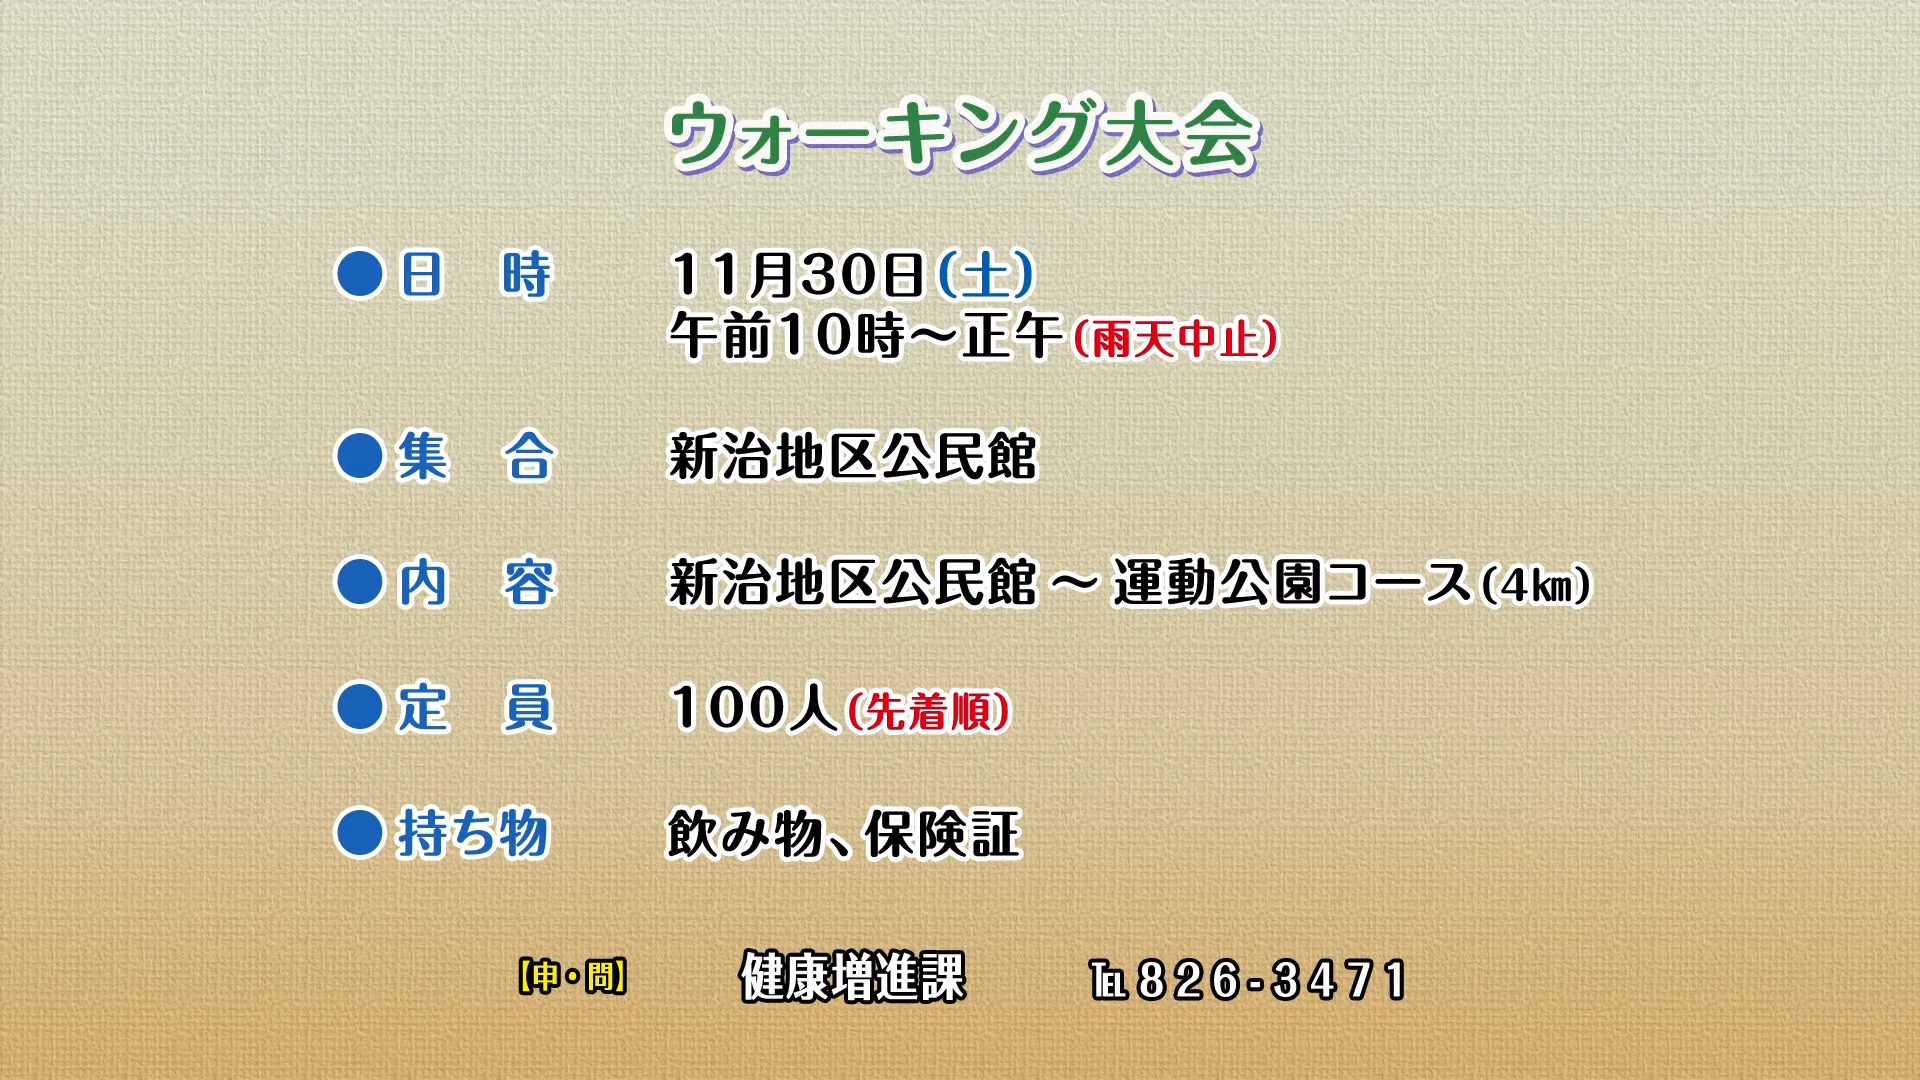 ウォーキング大会
●日　時　11月30日(土)
午前10時～正午(雨天中止)
●集　合　新治地区公民館
●内　容　新治地区公民館～運動公園コース(4㎞)
●定　員　100人(先着順)
●持ち物　飲み物、保険証
【申・問】　健康増進課　℡826-3471